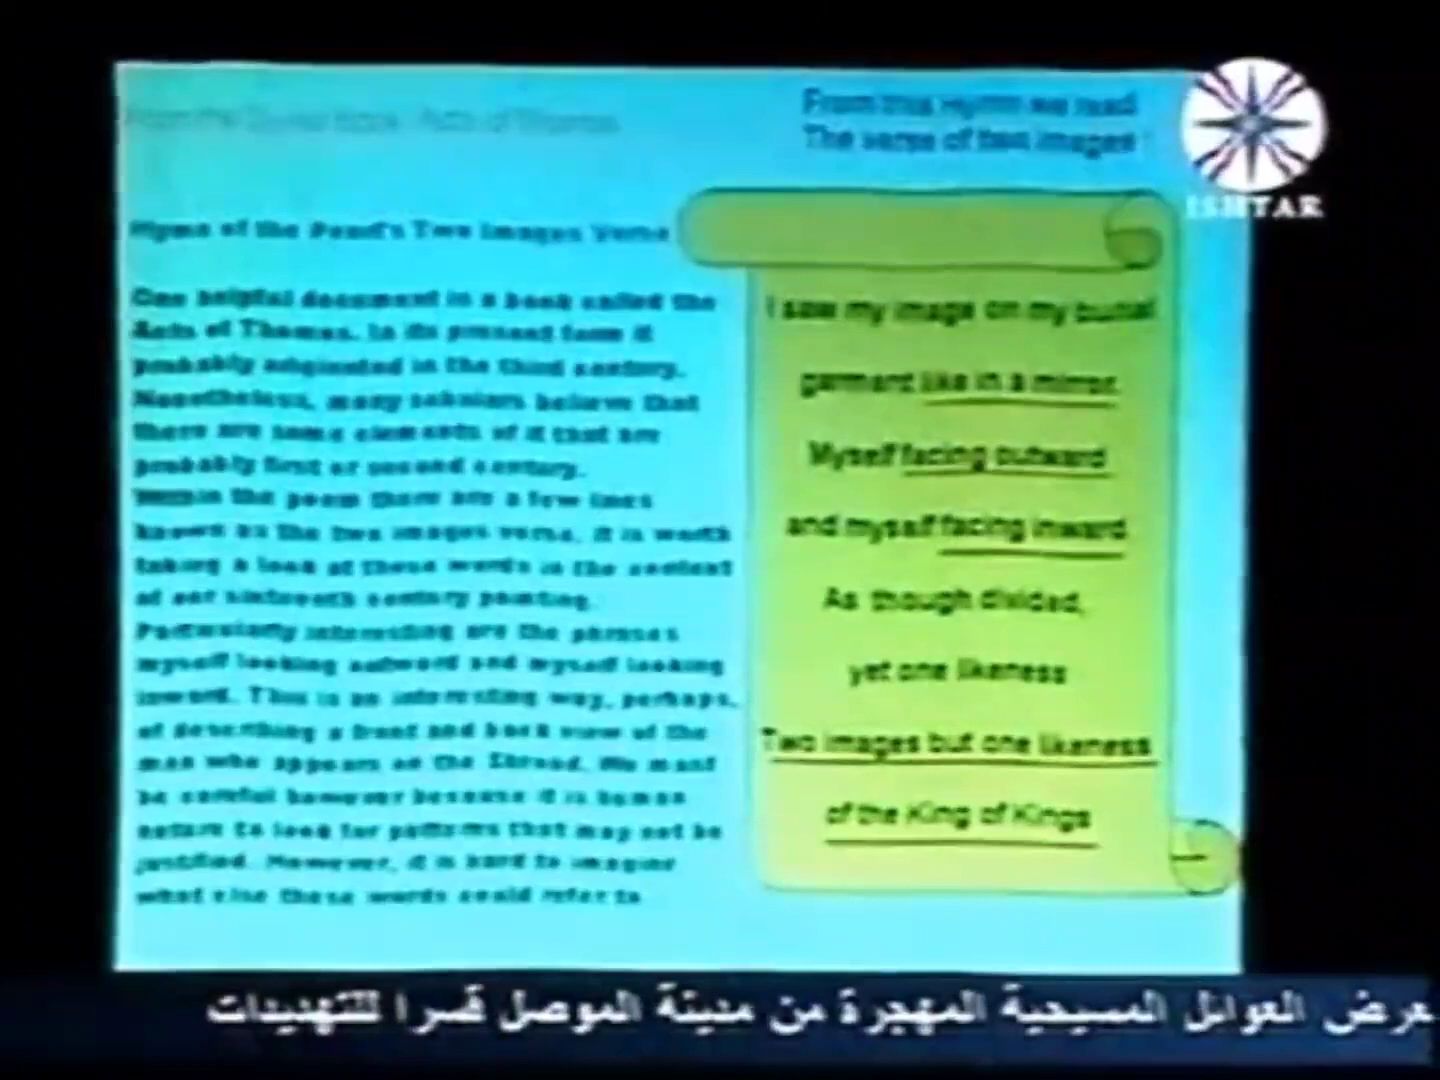 From the Acts of Thomas
From this Hymn we read
The verse of two images
ISHTAR
Hymn of the Pearl's Two Images Verse
One helpful document is a book called the
Acts of Thomas. In its present form it
probably originated in the third century.
Nonetheless, many scholars believe that
there are some elements of it that are
probably first or second century.
Within the poem there are a few lines
known as the two images verse. It is worth
taking a look at these words in the context
of our sixteenth century painting.
Particularly interesting are the phrases
myself looking outward and myself looking
inward. This is an interesting way, perhaps,
of describing a front and back view of the
man who appears on the Shroud. We must
be careful however because it is human
nature to look for patterns that may not be
justified. However, it is hard to imagine
what else these words could refer to
I saw my image on my burial
garment like in a mirror.
Myself facing outward
and myself facing inward
As though divided,
yet one likeness
Two images but one likeness
of the King of Kings
عرض العوائل المسيحية المهجرة من مدينة الموصل قسرا للتهديدات